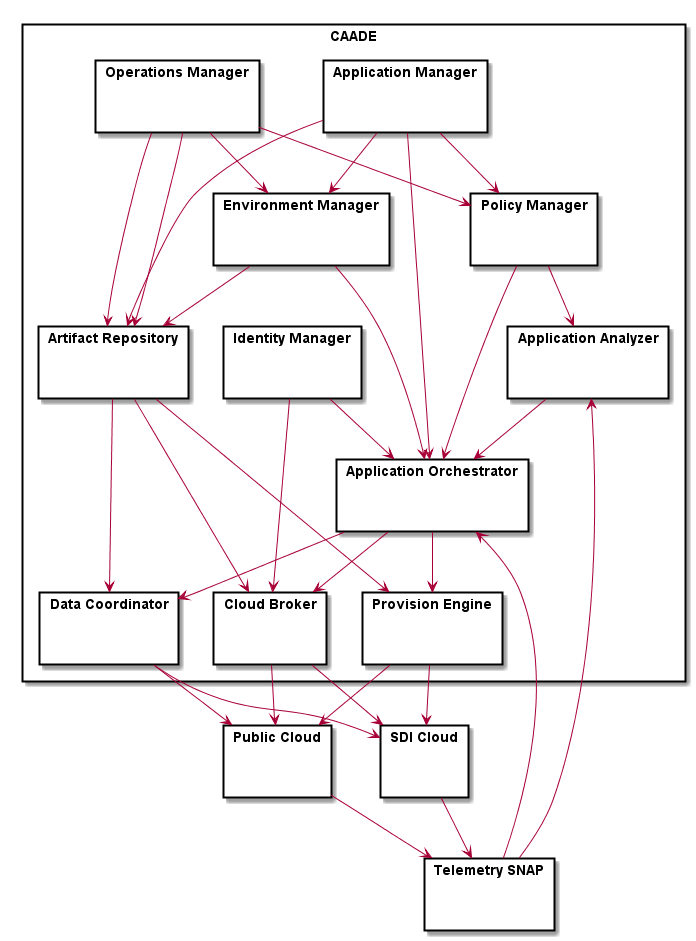 CAADE
Operations Manager
Application Manager
Environment Manager
Policy Manager
Artifact Repository
Identity Manager
Application Analyzer
Application Orchestrator
Data Coordinator
Cloud Broker
Provision Engine
Public Cloud
SDI Cloud
Telemetry SNAP